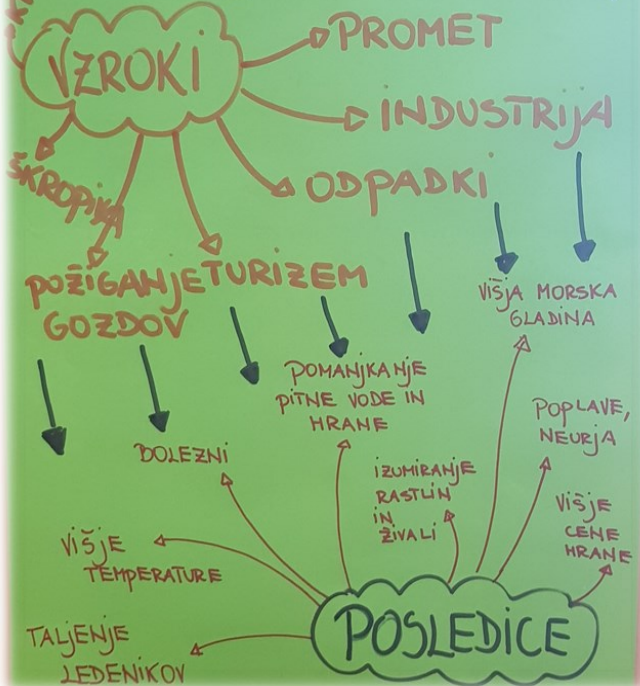 VZROKI
PROMET
INDUSTRIJA
ODPADKI
ŠKROPIVA
POŽIGANJE
GOZDOV
TURIZEM
VIŠJA MORSKA
GLADINA
POMANJKANJE
PITNE VODE IN
HRANE
POPLAVE,
NEURJA
BOLEZNI
IZUMIRANJE
RASTLIN
IN
ŽIVALI
VIŠJE
CENE
HRANE
VIŠJE
TEMPERATURE
TALJENJE
LEDENIKOV
POSLEDICE